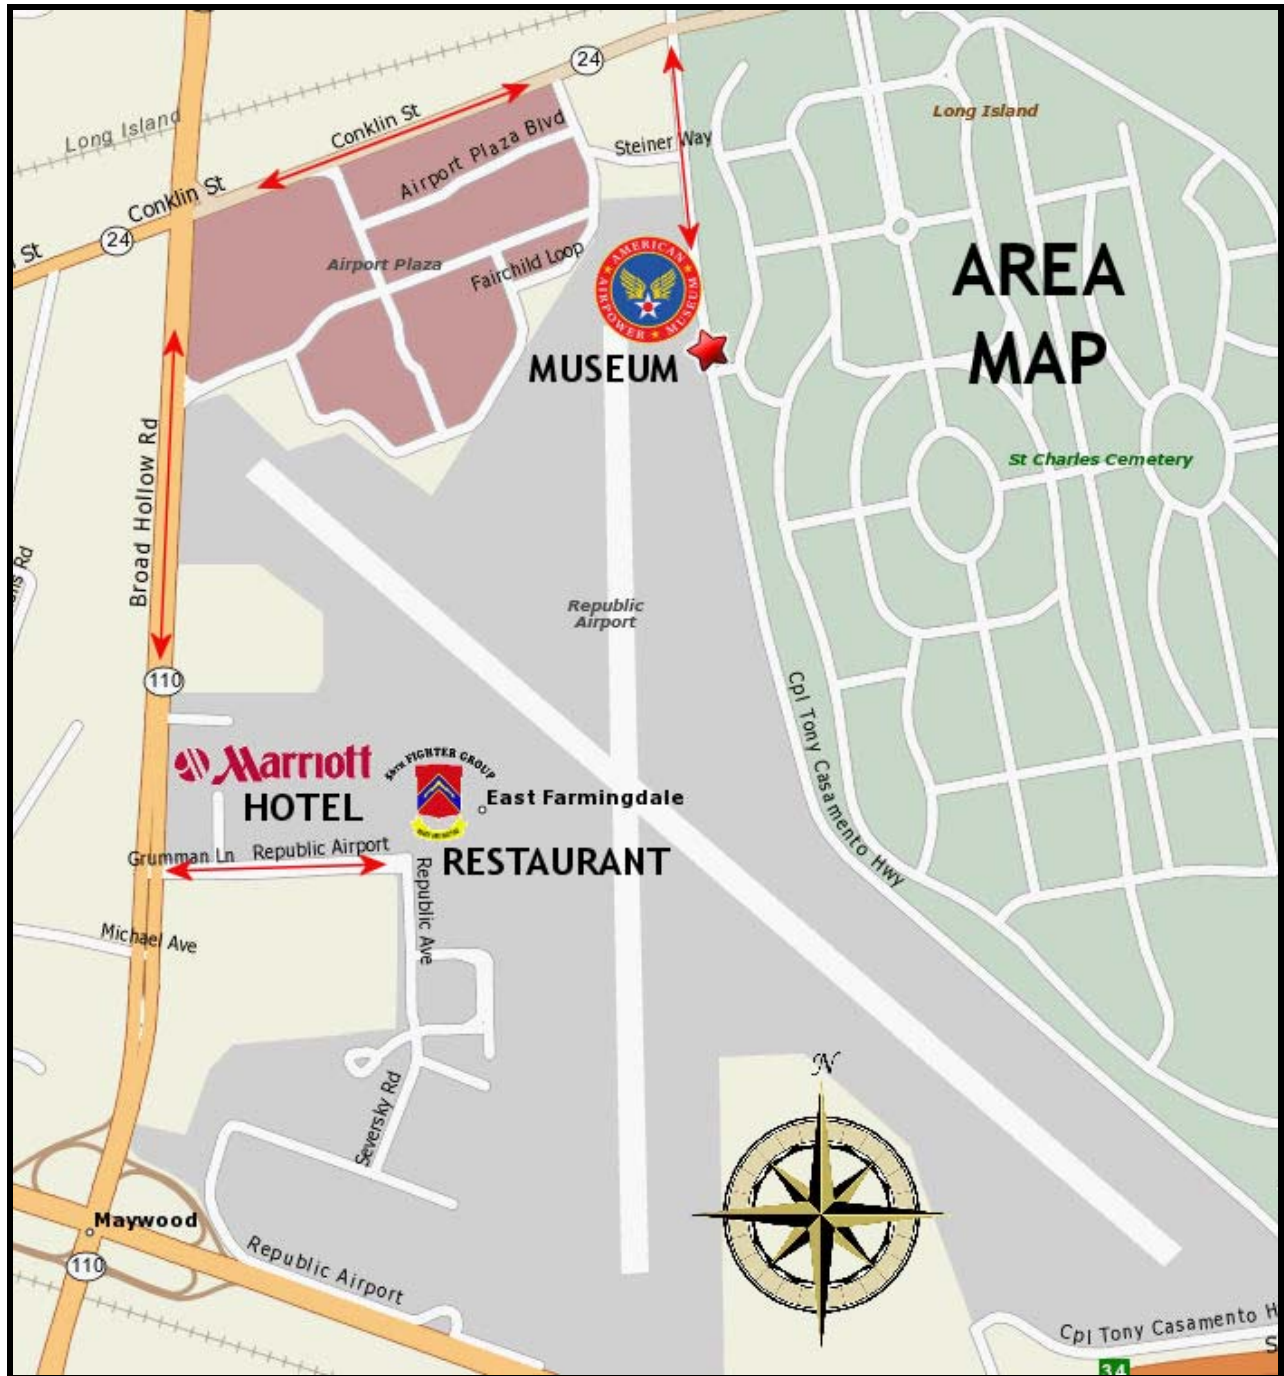 24
Long Island
Conklin St
Airport Plaza Blvd
Steiner Way
Long Island
Conklin St
24
St
Airport Plaza
Fairchild Loop
AMERICAN
AIRPOWER ★ MUSEUM
MUSEUM
AREA
MAP
St Charles Cemetery
Broad Hollow Rd
Republic
Airport
110
Cpl Tony Casamento Hwy
Marriott
HOTEL
56TH FIGHTER GROUP
East Farmingdale
RESTAURANT
Grumman Ln
Republic Airport
Republic Ave
Michael Ave
N
Seversky Rd
Maywood
110
Republic Airport
Cpl Tony Casamento H
S
34